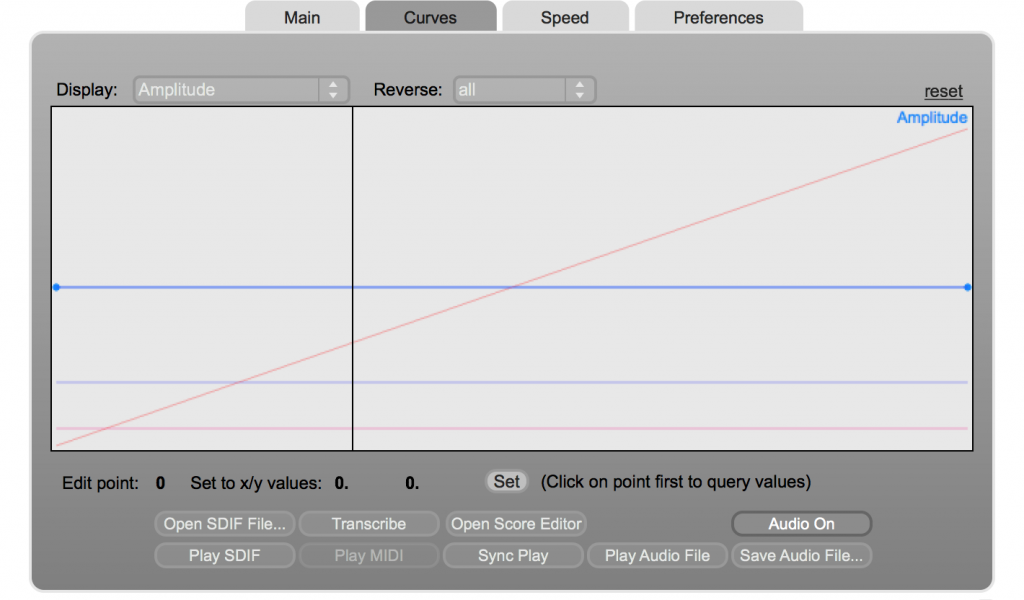 Main Curves Speed Preferences
Display: Amplitude Reverse: all reset
Amplitude
Edit point: 0 Set to x/y values: 0. 0. Set (Click on point first to query values)
Open SDIF File... Transcribe Open Score Editor Audio On
Play SDIF Play MIDI Sync Play Play Audio File Save Audio File...